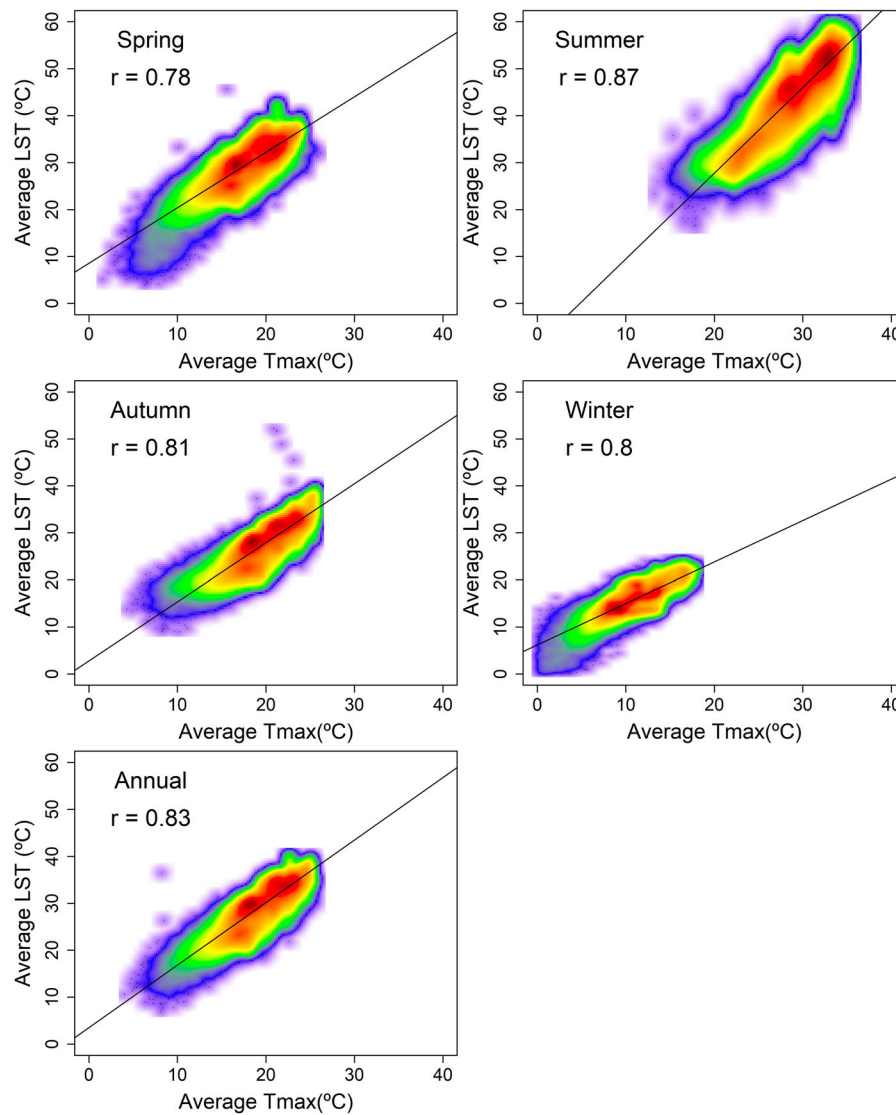 Spring
r = 0.78
Average LST (ºC)
0 10 20 30 40 50 60
0 10 20 30 40
Average Tmax(ºC)
Summer
r = 0.87
Average LST (ºC)
0 10 20 30 40 50 60
0 10 20 30 40
Average Tmax(ºC)
Autumn
r = 0.81
Average LST (ºC)
0 10 20 30 40 50 60
0 10 20 30 40
Average Tmax(ºC)
Winter
r = 0.8
Average LST (ºC)
0 10 20 30 40 50 60
0 10 20 30 40
Average Tmax(ºC)
Annual
r = 0.83
Average LST (ºC)
0 10 20 30 40 50 60
0 10 20 30 40
Average Tmax(ºC)